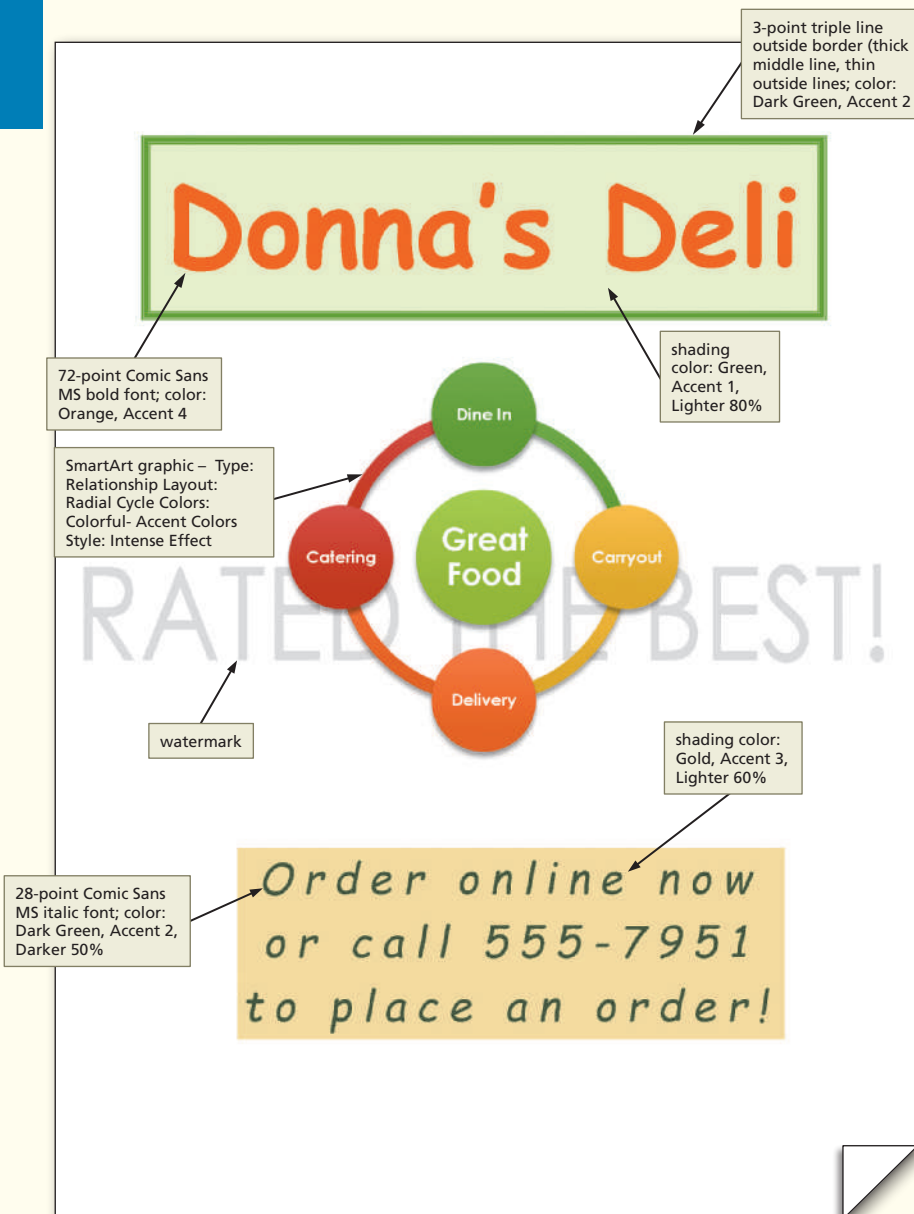 3-point triple line
outside border (thick
middle line, thin
outside lines; color:
Dark Green, Accent 2
Donna's Deli
72-point Comic Sans
MS bold font; color:
Orange, Accent 4
shading
color: Green,
Accent 1,
Lighter 80%
Dine In
SmartArt graphic – Type:
Relationship Layout:
Radial Cycle Colors:
Colorful- Accent Colors
Style: Intense Effect
Catering
Great
Food
Carryout
RATED THE BEST!
Delivery
watermark
shading color:
Gold, Accent 3,
Lighter 60%
28-point Comic Sans
MS italic font; color:
Dark Green, Accent 2,
Darker 50%
Order online now
or call 555-7951
to place an order!